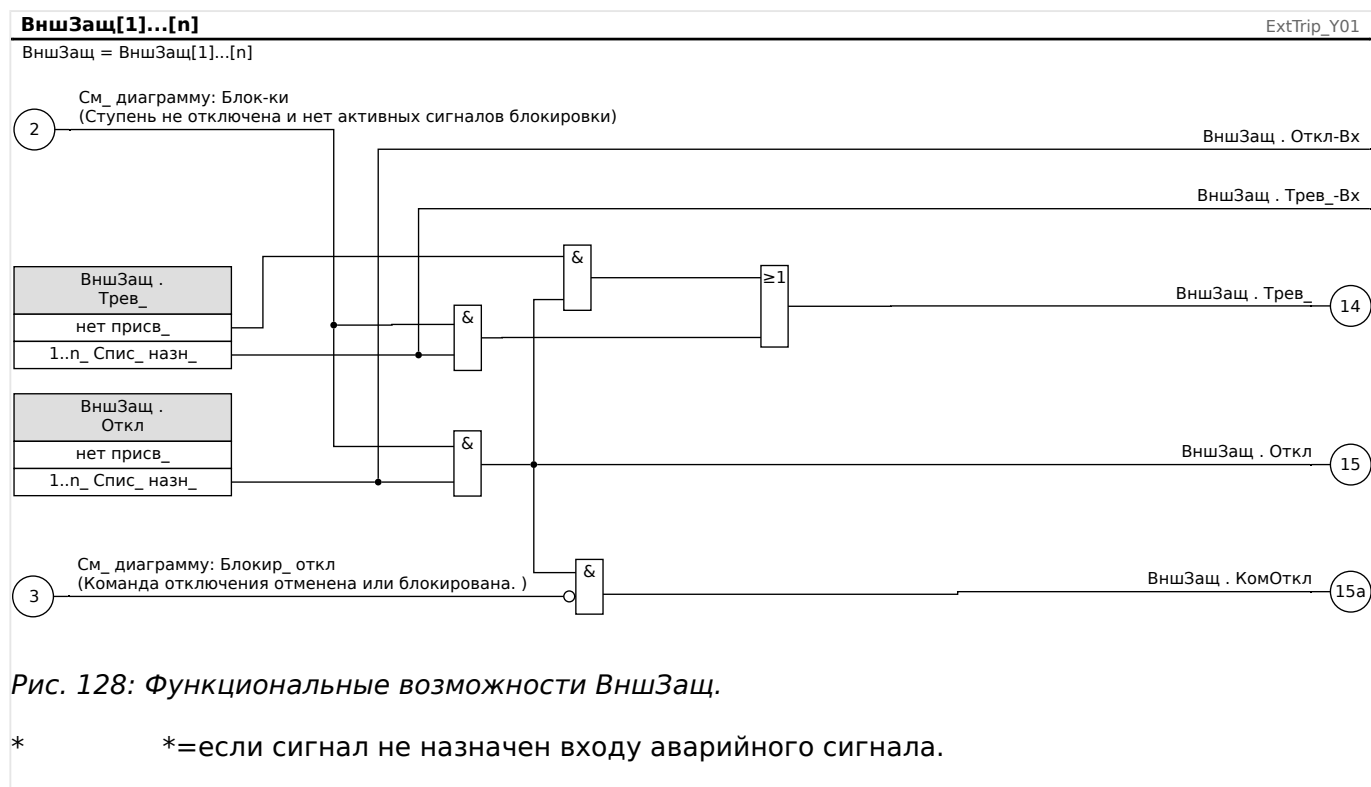 ВншЗащ[1]...[n]
ExtTrip_Y01
ВншЗащ = ВншЗащ[1]...[n]
См_ диаграмму: Блок-ки
(Ступень не отключена и нет активных сигналов блокировки)
2
ВншЗащ . Откл-Вх
ВншЗащ . Трев_-Вх
&
ВншЗащ .
Трев_
≥1
ВншЗащ . Трев_
14
нет присв_
&
1..n_ Спис_ назн_
ВншЗащ .
Откл
нет присв_
&
ВншЗащ . Откл
15
1..n_ Спис_ назн_
См_ диаграмму: Блокир_ откл
(Команда отключения отменена или блокирована. )
3
&
ВншЗащ . КомОткл
15a
Рис. 128: Функциональные возможности ВншЗащ.
* *=если сигнал не назначен входу аварийного сигнала.